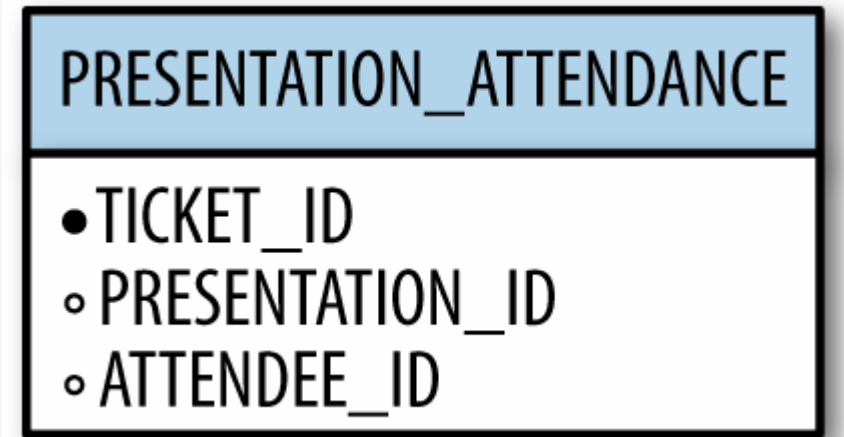 PRESENTATION_ATTENDANCE
TICKET_ID
PRESENTATION_ID
ATTENDEE_ID